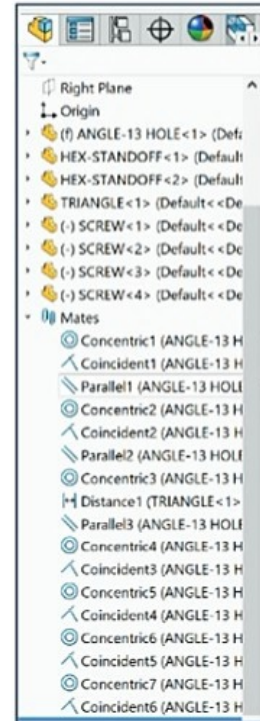 Right Plane
Origin
(f) ANGLE-13 HOLE<1> (Defa
HEX-STANDOFF<1> (Default
HEX-STANDOFF<2> (Default
TRIANGLE<1> (Default<<De
(-) SCREW<1> (Default<<De
(-) SCREW<2> (Default<<De
(-) SCREW<3> (Default<<De
(-) SCREW<4> (Default<<De
Mates
Concentric1 (ANGLE-13 H
Coincident1 (ANGLE-13 H
Parallel1 (ANGLE-13 HOLE
Concentric2 (ANGLE-13 H
Coincident2 (ANGLE-13 H
Parallel2 (ANGLE-13 HOLE
Concentric3 (ANGLE-13 H
Distance1 (TRIANGLE<1>
Parallel3 (ANGLE-13 HOLE
Concentric4 (ANGLE-13 H
Coincident3 (ANGLE-13 H
Concentric5 (ANGLE-13 H
Coincident4 (ANGLE-13 H
Concentric6 (ANGLE-13 H
Coincident5 (ANGLE-13 H
Concentric7 (ANGLE-13 H
Coincident6 (ANGLE-13 H